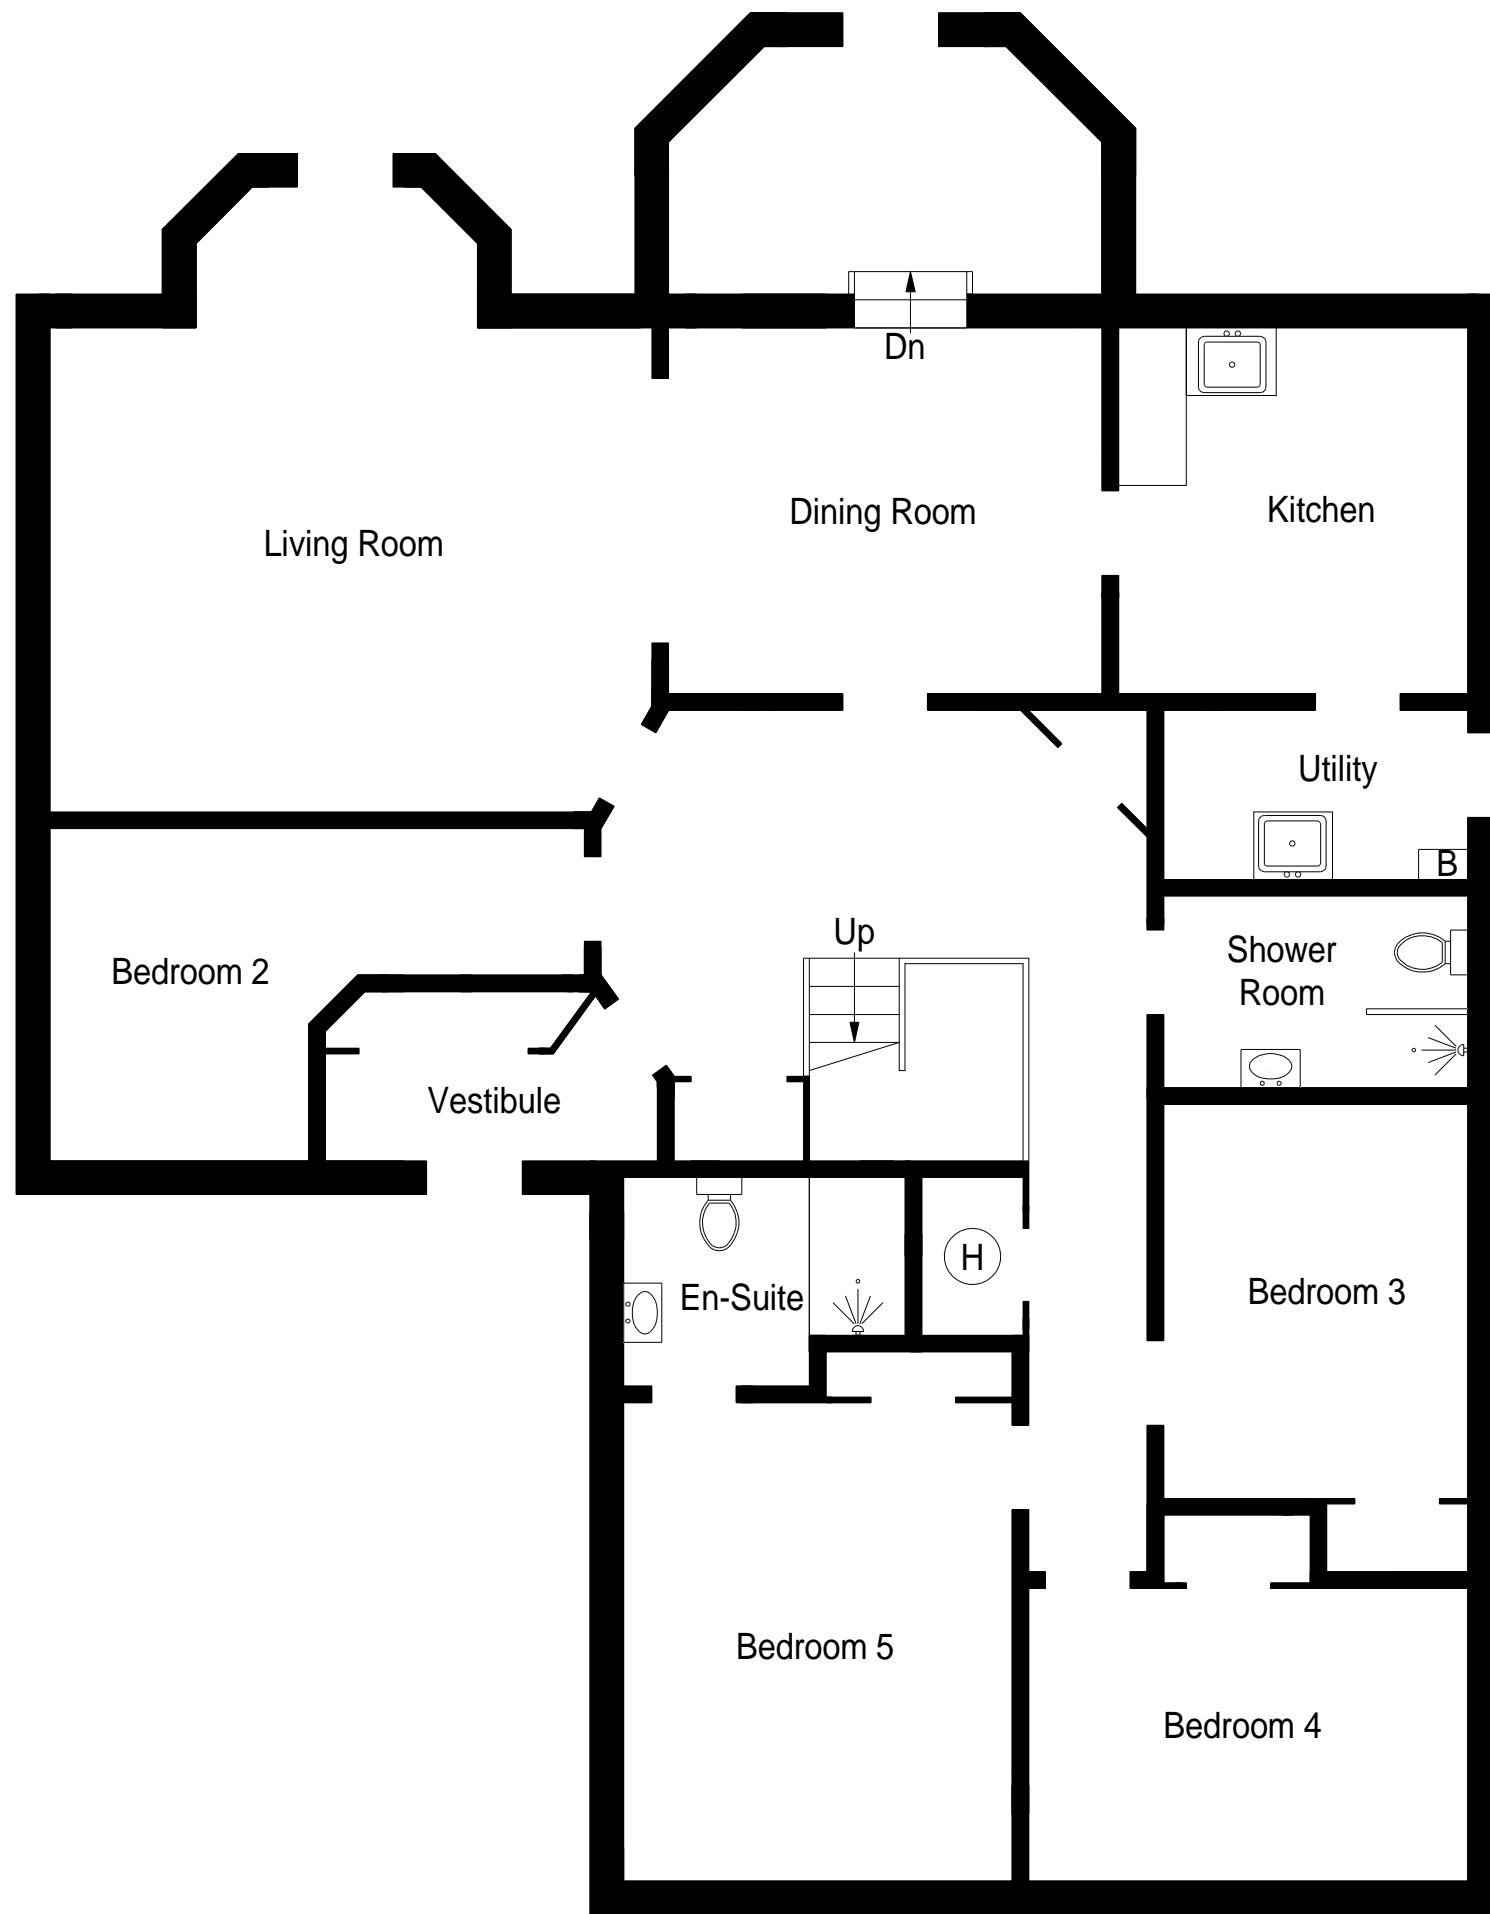 Dn
Dining Room
Kitchen
Living Room
Utility
B
Up
Shower
Room
Bedroom 2
Vestibule
H
En-Suite
Bedroom 3
Bedroom 5
Bedroom 4